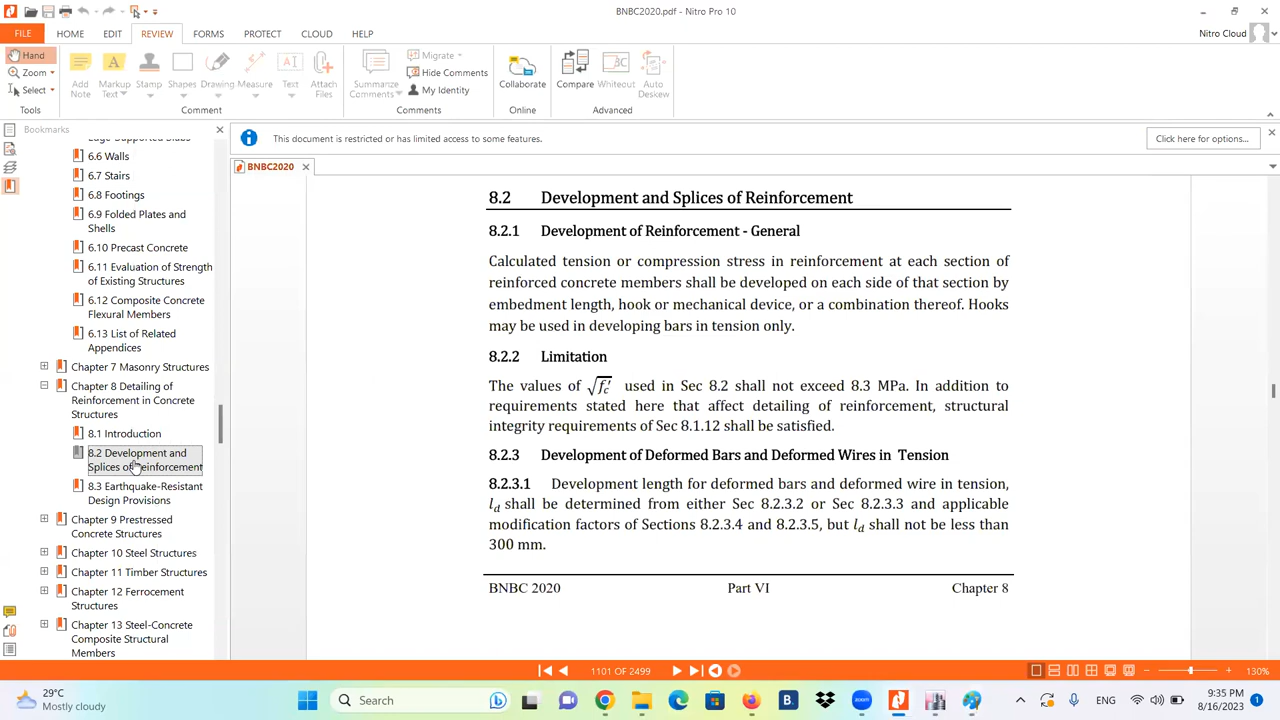 BNBC2020.pdf - Nitro Pro 10
FILE HOME EDIT REVIEW FORMS PROTECT CLOUD HELP Nitro Cloud
Hand
Zoom
Select
Tools
Add Note
Markup Text
Stamp
Shapes
Drawing
Measure
Text
Attach Files
Comment
Summarize Comments
Migrate
Hide Comments
My Identity
Comments
Collaborate
Online
Compare
Whiteout
Auto Deskew
Advanced
Bookmarks
This document is restricted or has limited access to some features.
Click here for options...
BNBC2020
Edge-Supported Slabs
6.6 Walls
6.7 Stairs
6.8 Footings
6.9 Folded Plates and
Shells
6.10 Precast Concrete
6.11 Evaluation of Strength
of Existing Structures
6.12 Composite Concrete
Flexural Members
6.13 List of Related
Appendices
Chapter 7 Masonry Structures
Chapter 8 Detailing of
Reinforcement in Concrete
Structures
8.1 Introduction
8.2 Development and
Splices of Reinforcement
8.3 Earthquake-Resistant
Design Provisions
Chapter 9 Prestressed
Concrete Structures
Chapter 10 Steel Structures
Chapter 11 Timber Structures
Chapter 12 Ferrocement
Structures
Chapter 13 Steel-Concrete
Composite Structural
Members
8.2 Development and Splices of Reinforcement
8.2.1 Development of Reinforcement - General
Calculated tension or compression stress in reinforcement at each section of
reinforced concrete members shall be developed on each side of that section by
embedment length, hook or mechanical device, or a combination thereof. Hooks
may be used in developing bars in tension only.
8.2.2 Limitation
The values of √f′c used in Sec 8.2 shall not exceed 8.3 MPa. In addition to
requirements stated here that affect detailing of reinforcement, structural
integrity requirements of Sec 8.1.12 shall be satisfied.
8.2.3 Development of Deformed Bars and Deformed Wires in Tension
8.2.3.1 Development length for deformed bars and deformed wire in tension,
ld shall be determined from either Sec 8.2.3.2 or Sec 8.2.3.3 and applicable
modification factors of Sections 8.2.3.4 and 8.2.3.5, but ld shall not be less than
300 mm.
BNBC 2020 Part VI Chapter 8
1101 OF 2499
130%
29°C
Mostly cloudy
Search
B.
zoom
ENG
9:35 PM
8/16/2023
1